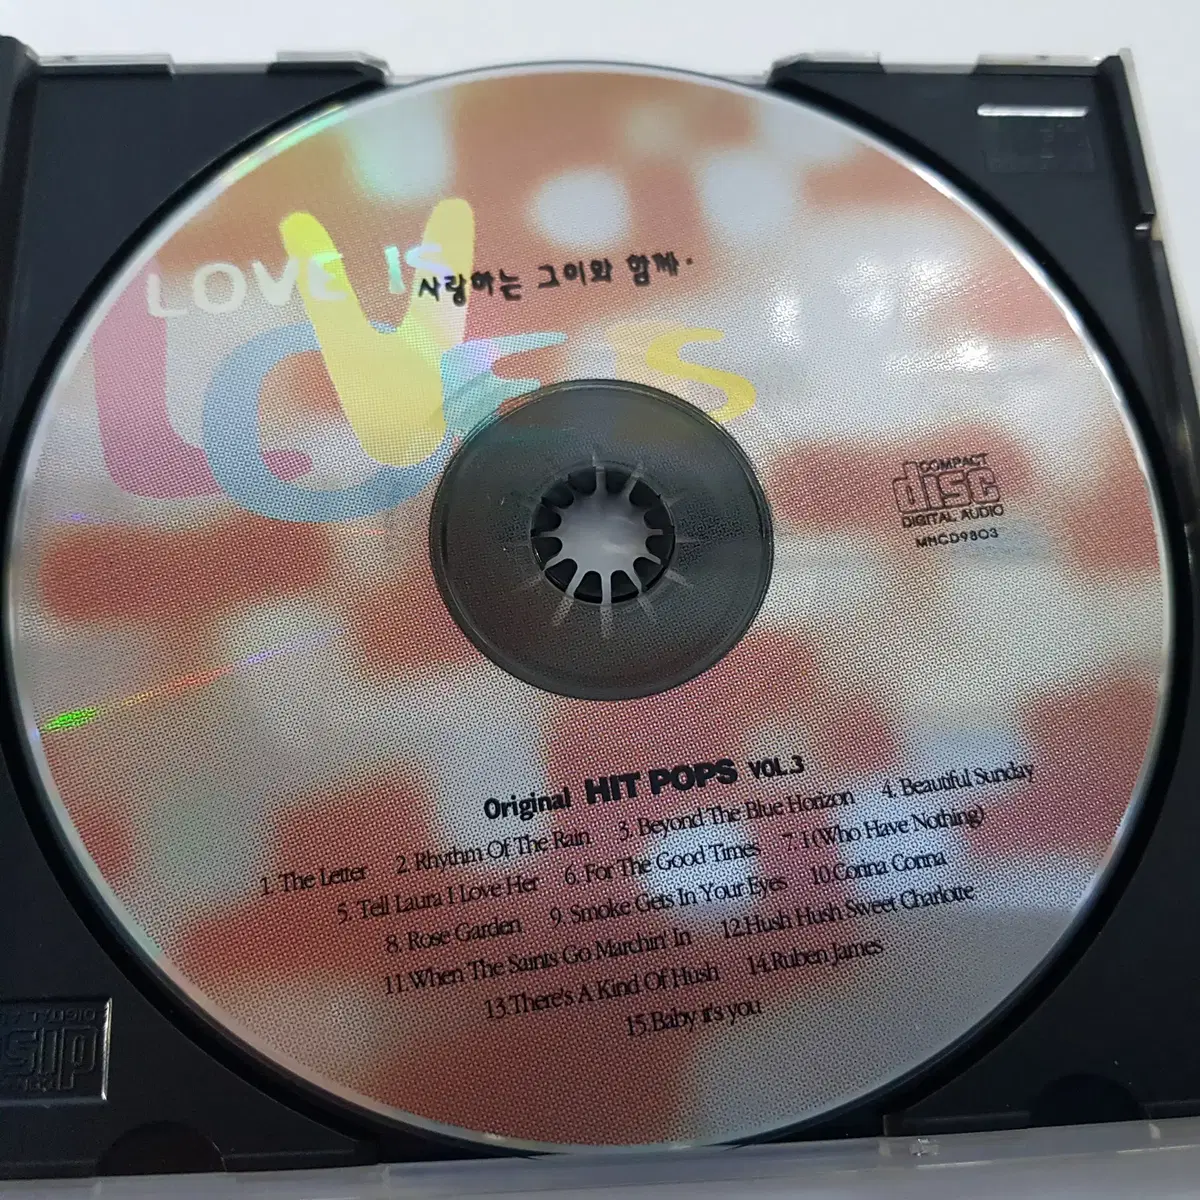 LOVE IS 사랑하는 그이와 함께.
LOVE IS
COMPACT
disc
DIGITAL AUDIO
MHCD9803
Original HIT POPS VOL.3
1. The Letter 2. Rhythm Of The Rain 3. Beyond The Blue Horizon 4. Beautiful Sunday
5. Tell Laura I Love Her 6. For The Good Times 7. I (Who Have Nothing)
8. Rose Garden 9. Smoke Gets In Your Eyes 10.Conna Conna
11.When The Saints Go Marchin' In 12.Hush Hush Sweet Charlotte
13.There's A Kind Of Hush 14.Ruben James
15.Baby it's you